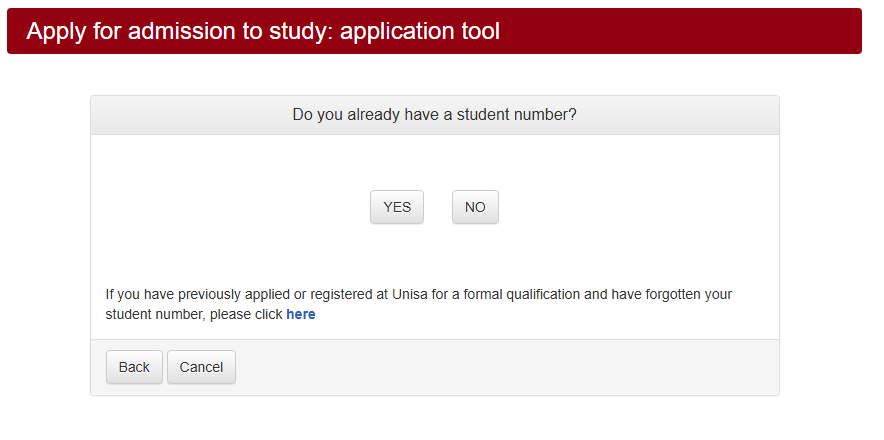 Apply for admission to study: application tool
Do you already have a student number?
YES NO
If you have previously applied or registered at Unisa for a formal qualification and have forgotten your
student number, please click here
Back Cancel